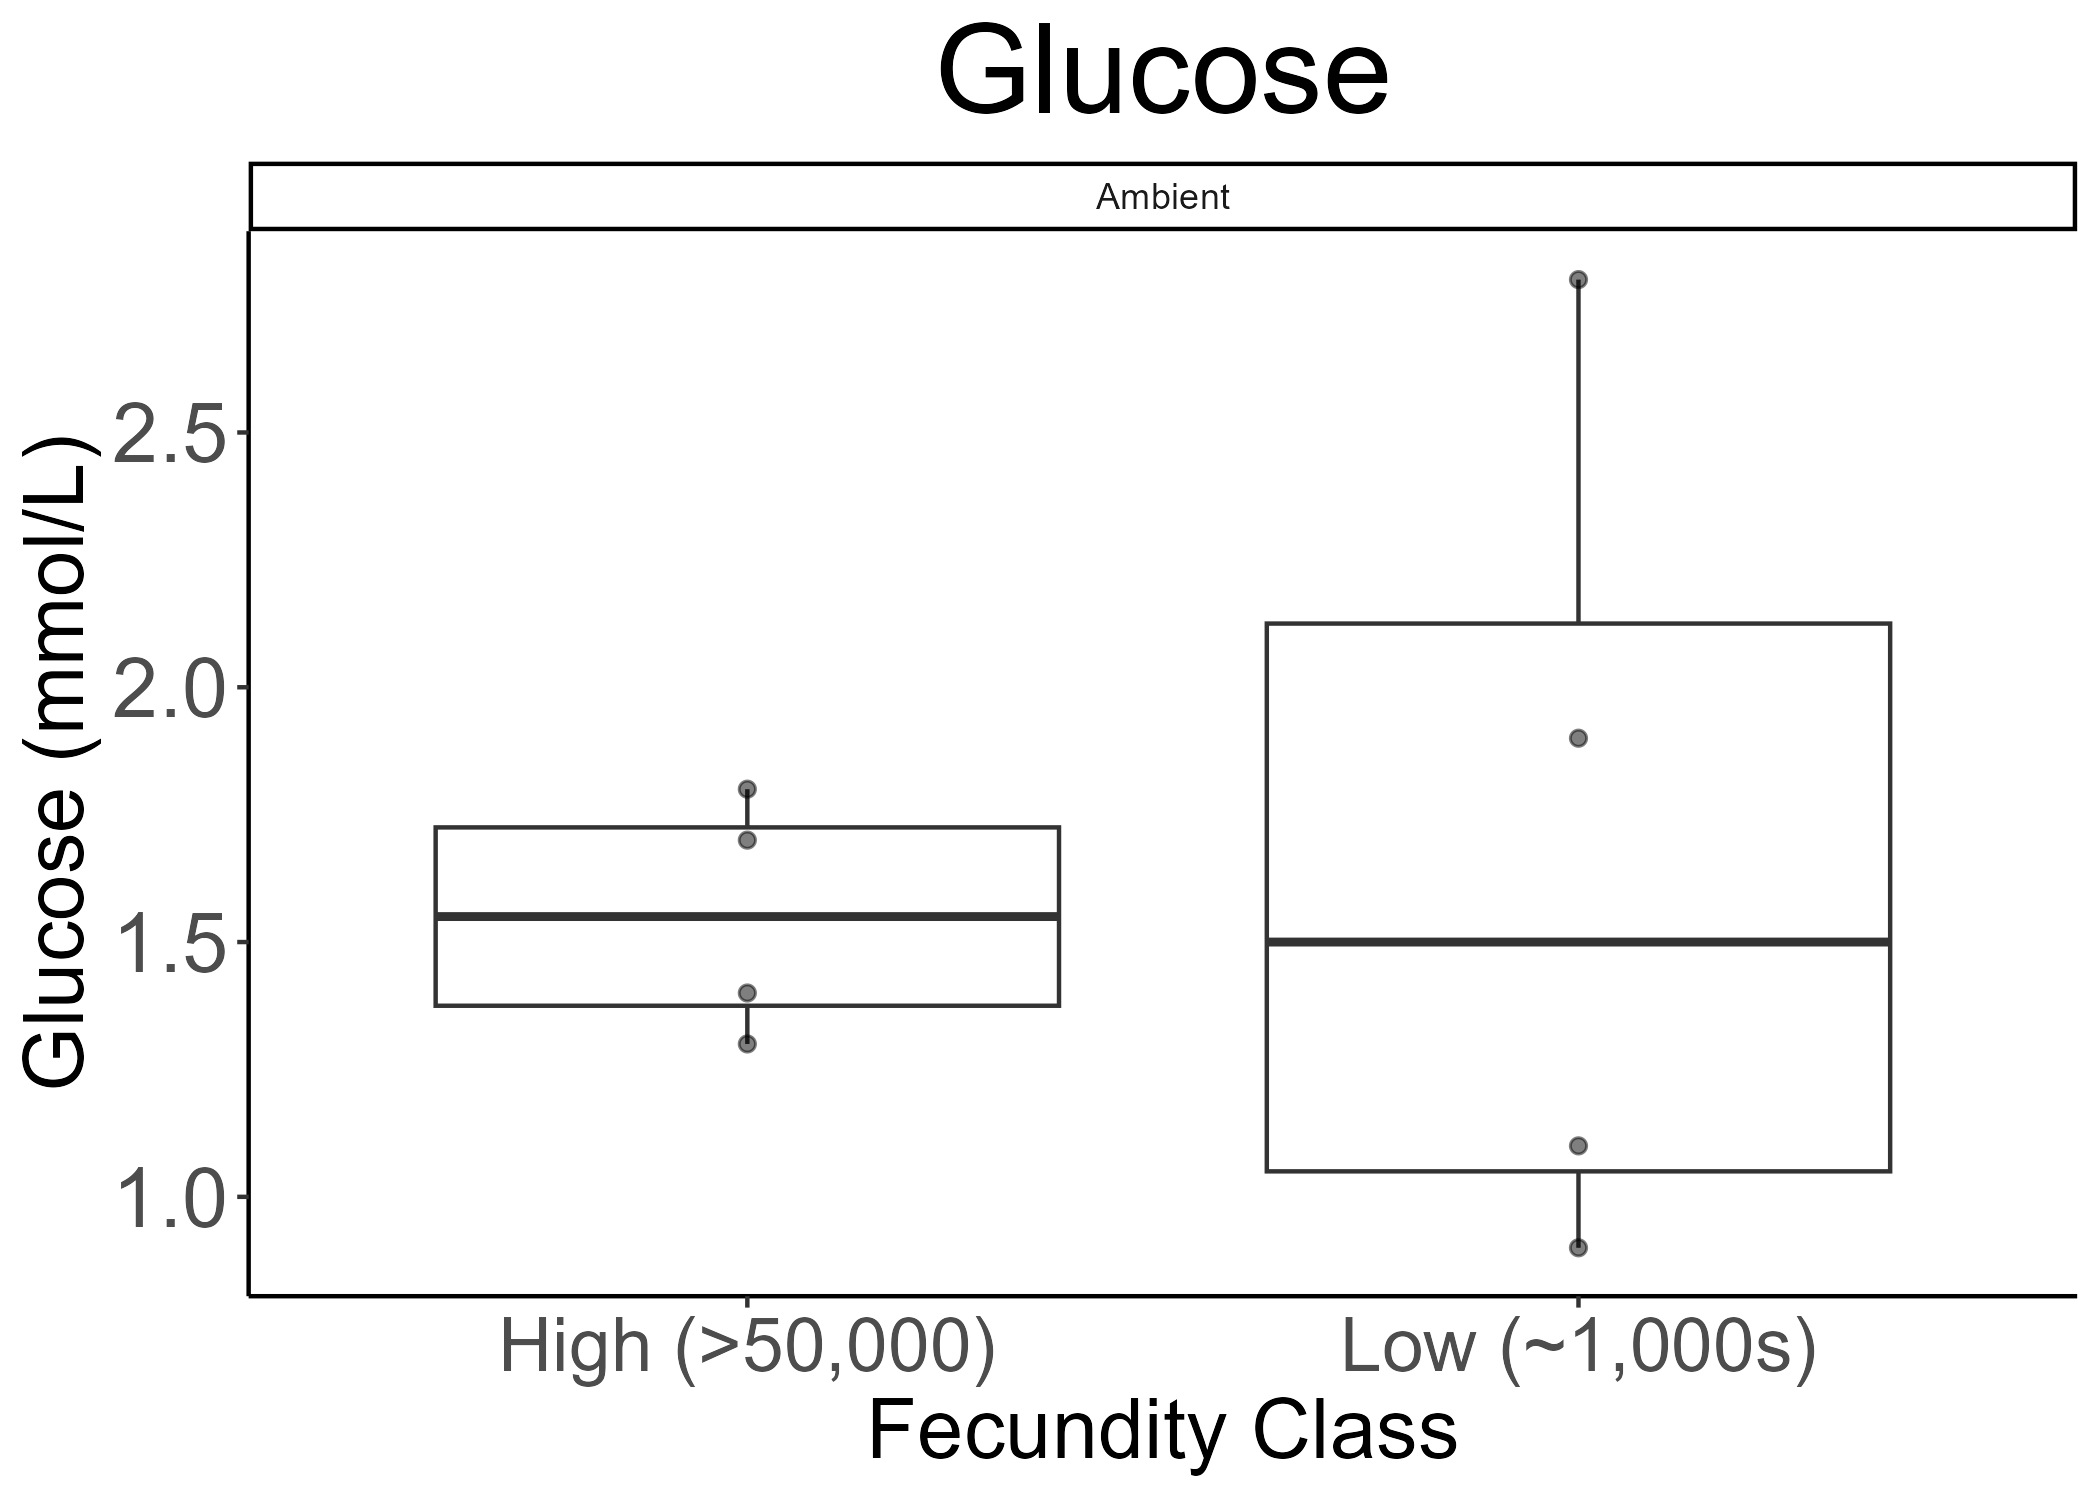 Glucose
Ambient
Glucose (mmol/L)
2.5
2.0
1.5
1.0
High (>50,000)
Low (~1,000s)
Fecundity Class